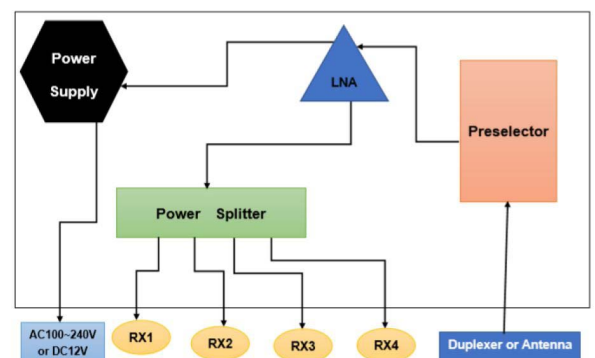 Power
Supply
LNA
Preselector
Power Splitter
AC100~240V
or DC12V
RX1
RX2
RX3
RX4
Duplexer or Antenna